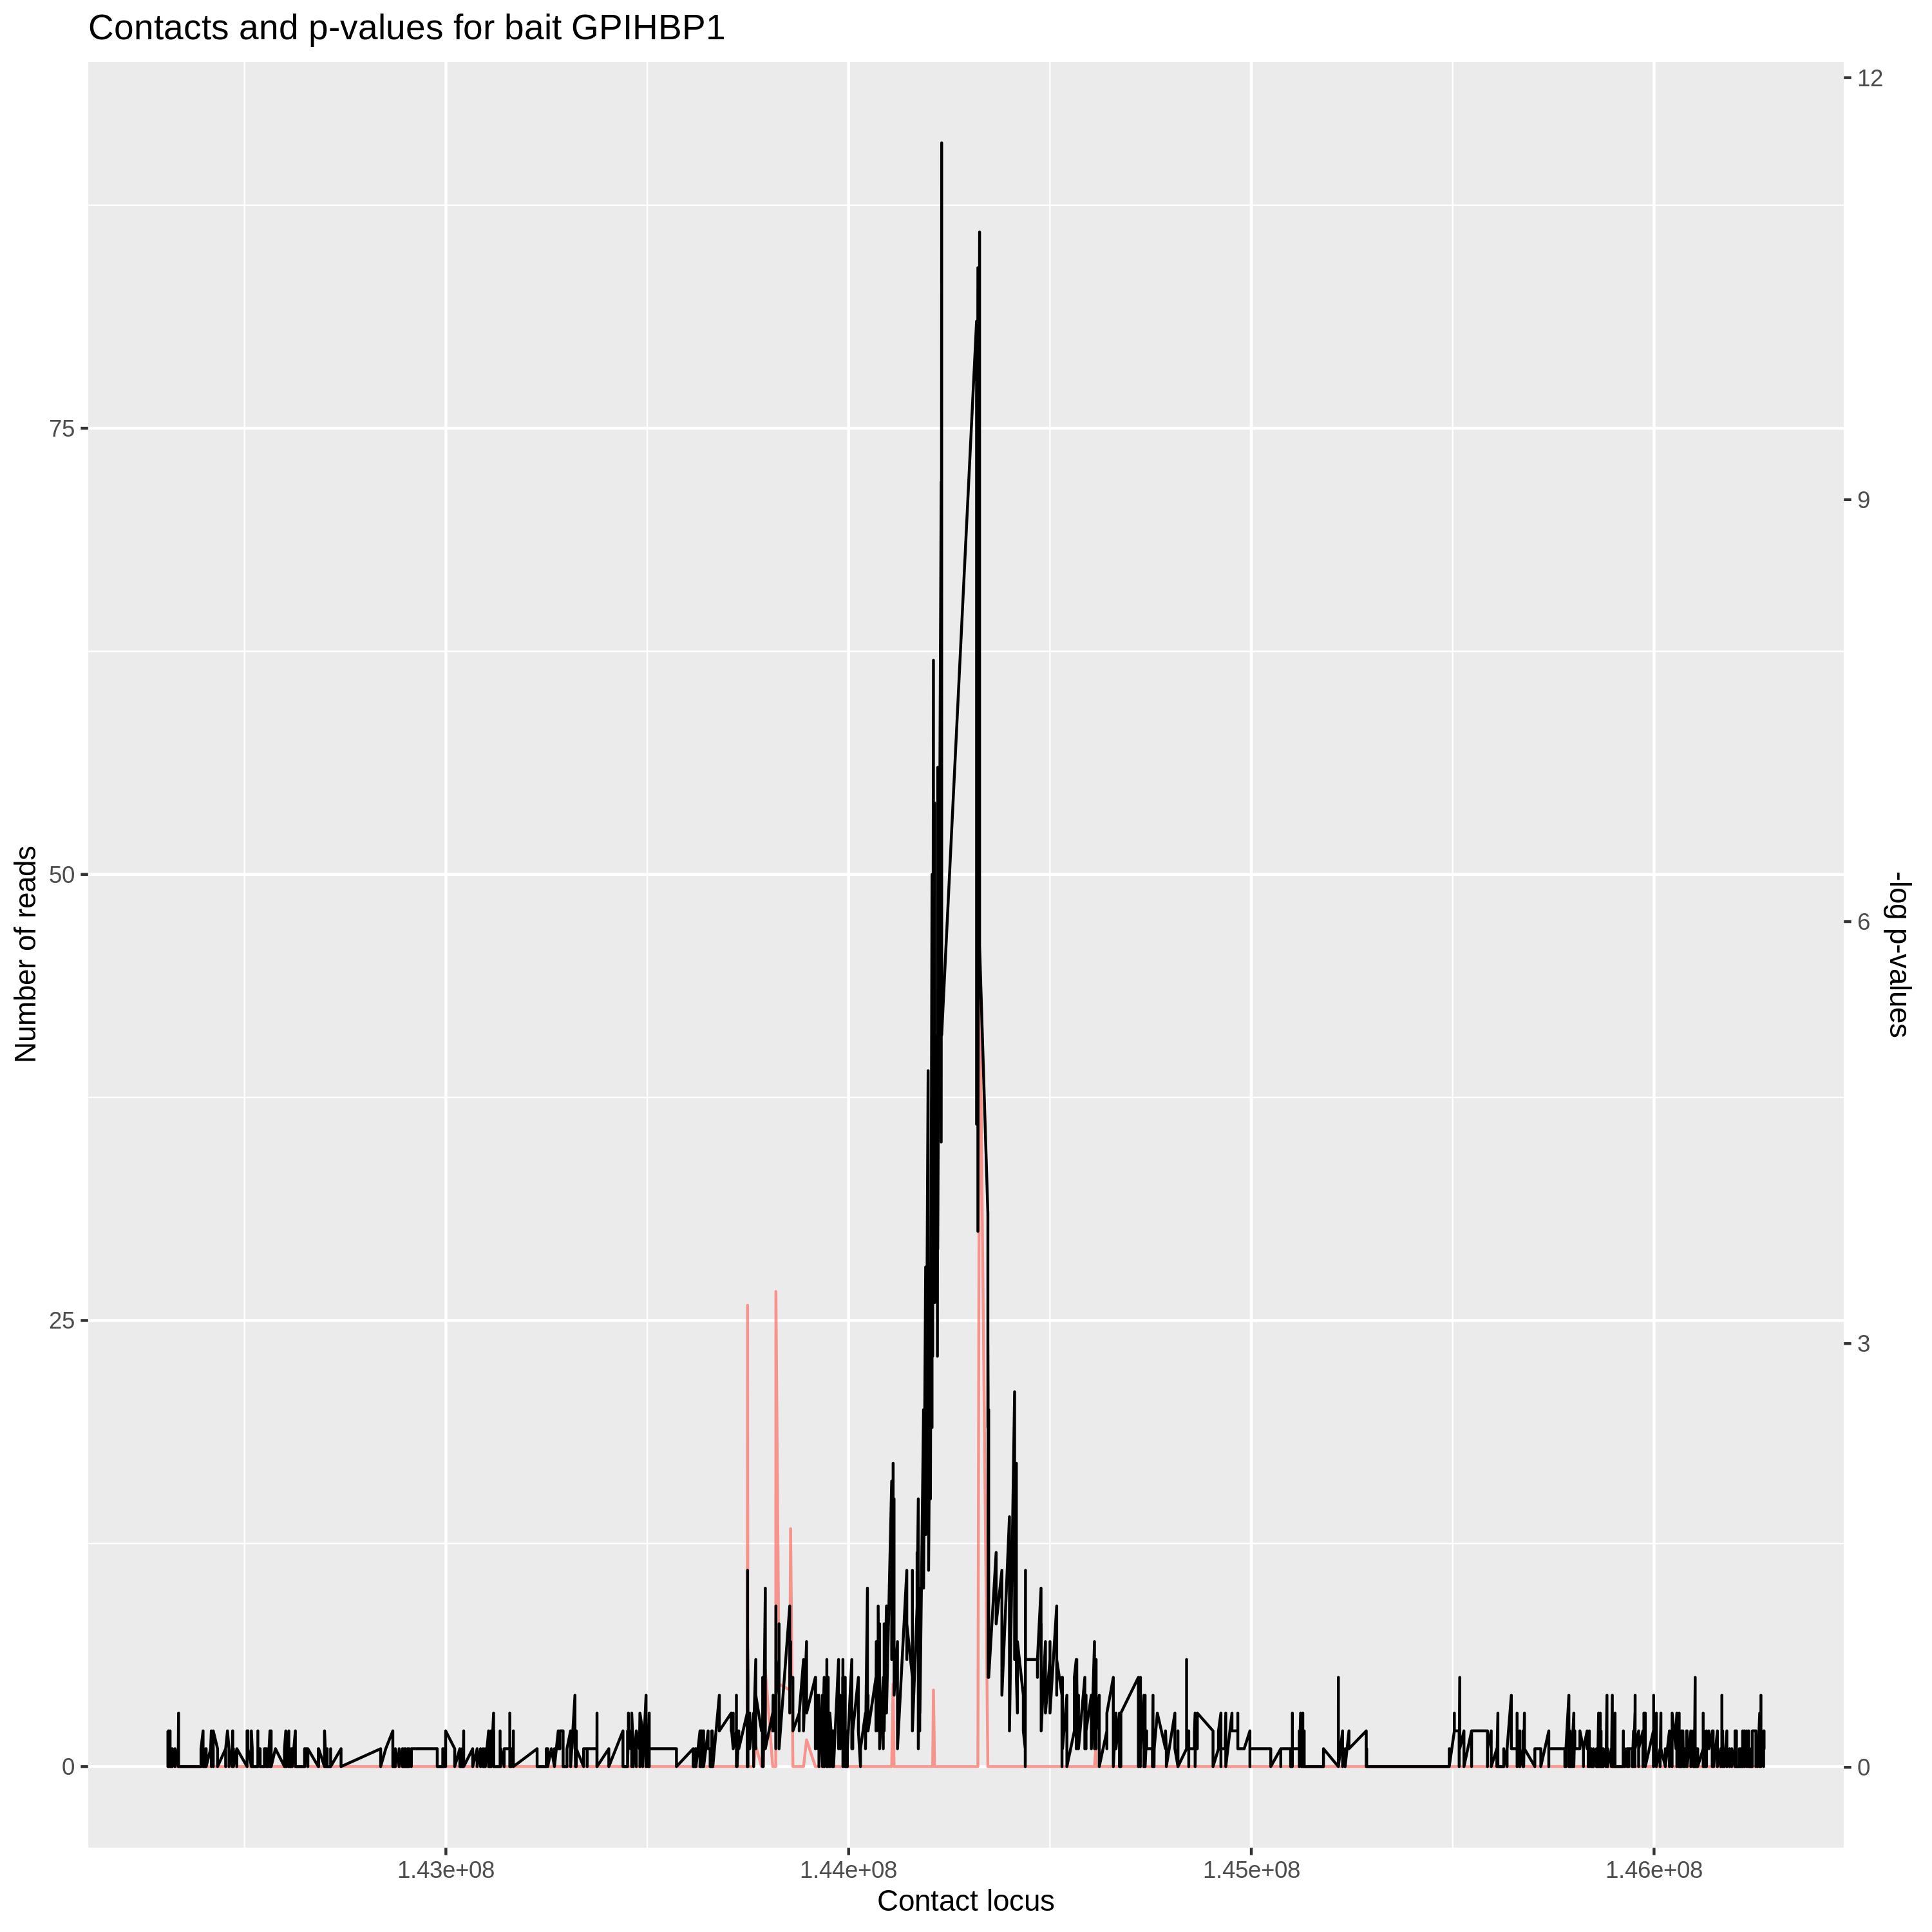 Contacts and p-values for bait GPIHBP1
12
9
6
3
0
75
50
25
0
Number of reads
-log p-values
1.43e+08
1.44e+08
1.45e+08
1.46e+08
Contact locus